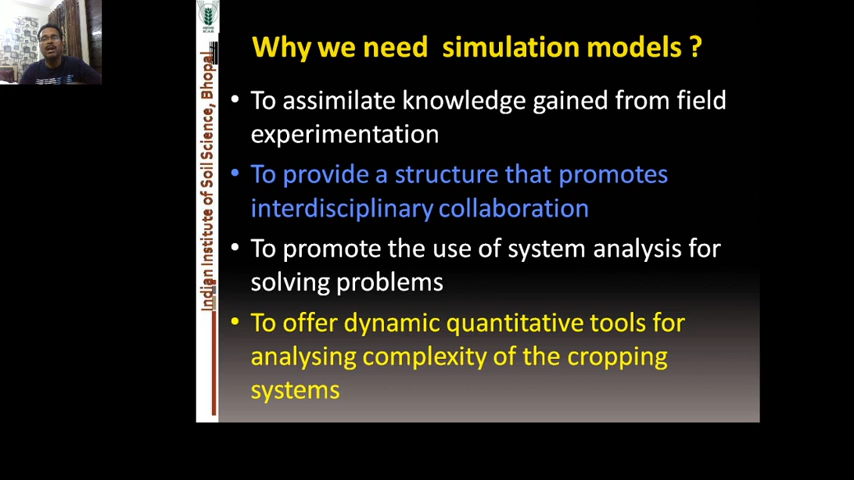 Why we need simulation models ?
• To assimilate knowledge gained from field
experimentation
• To provide a structure that promotes
interdisciplinary collaboration
• To promote the use of system analysis for
solving problems
• To offer dynamic quantitative tools for
analysing complexity of the cropping
systems
Indian Institute of Soil Science, Bhopal